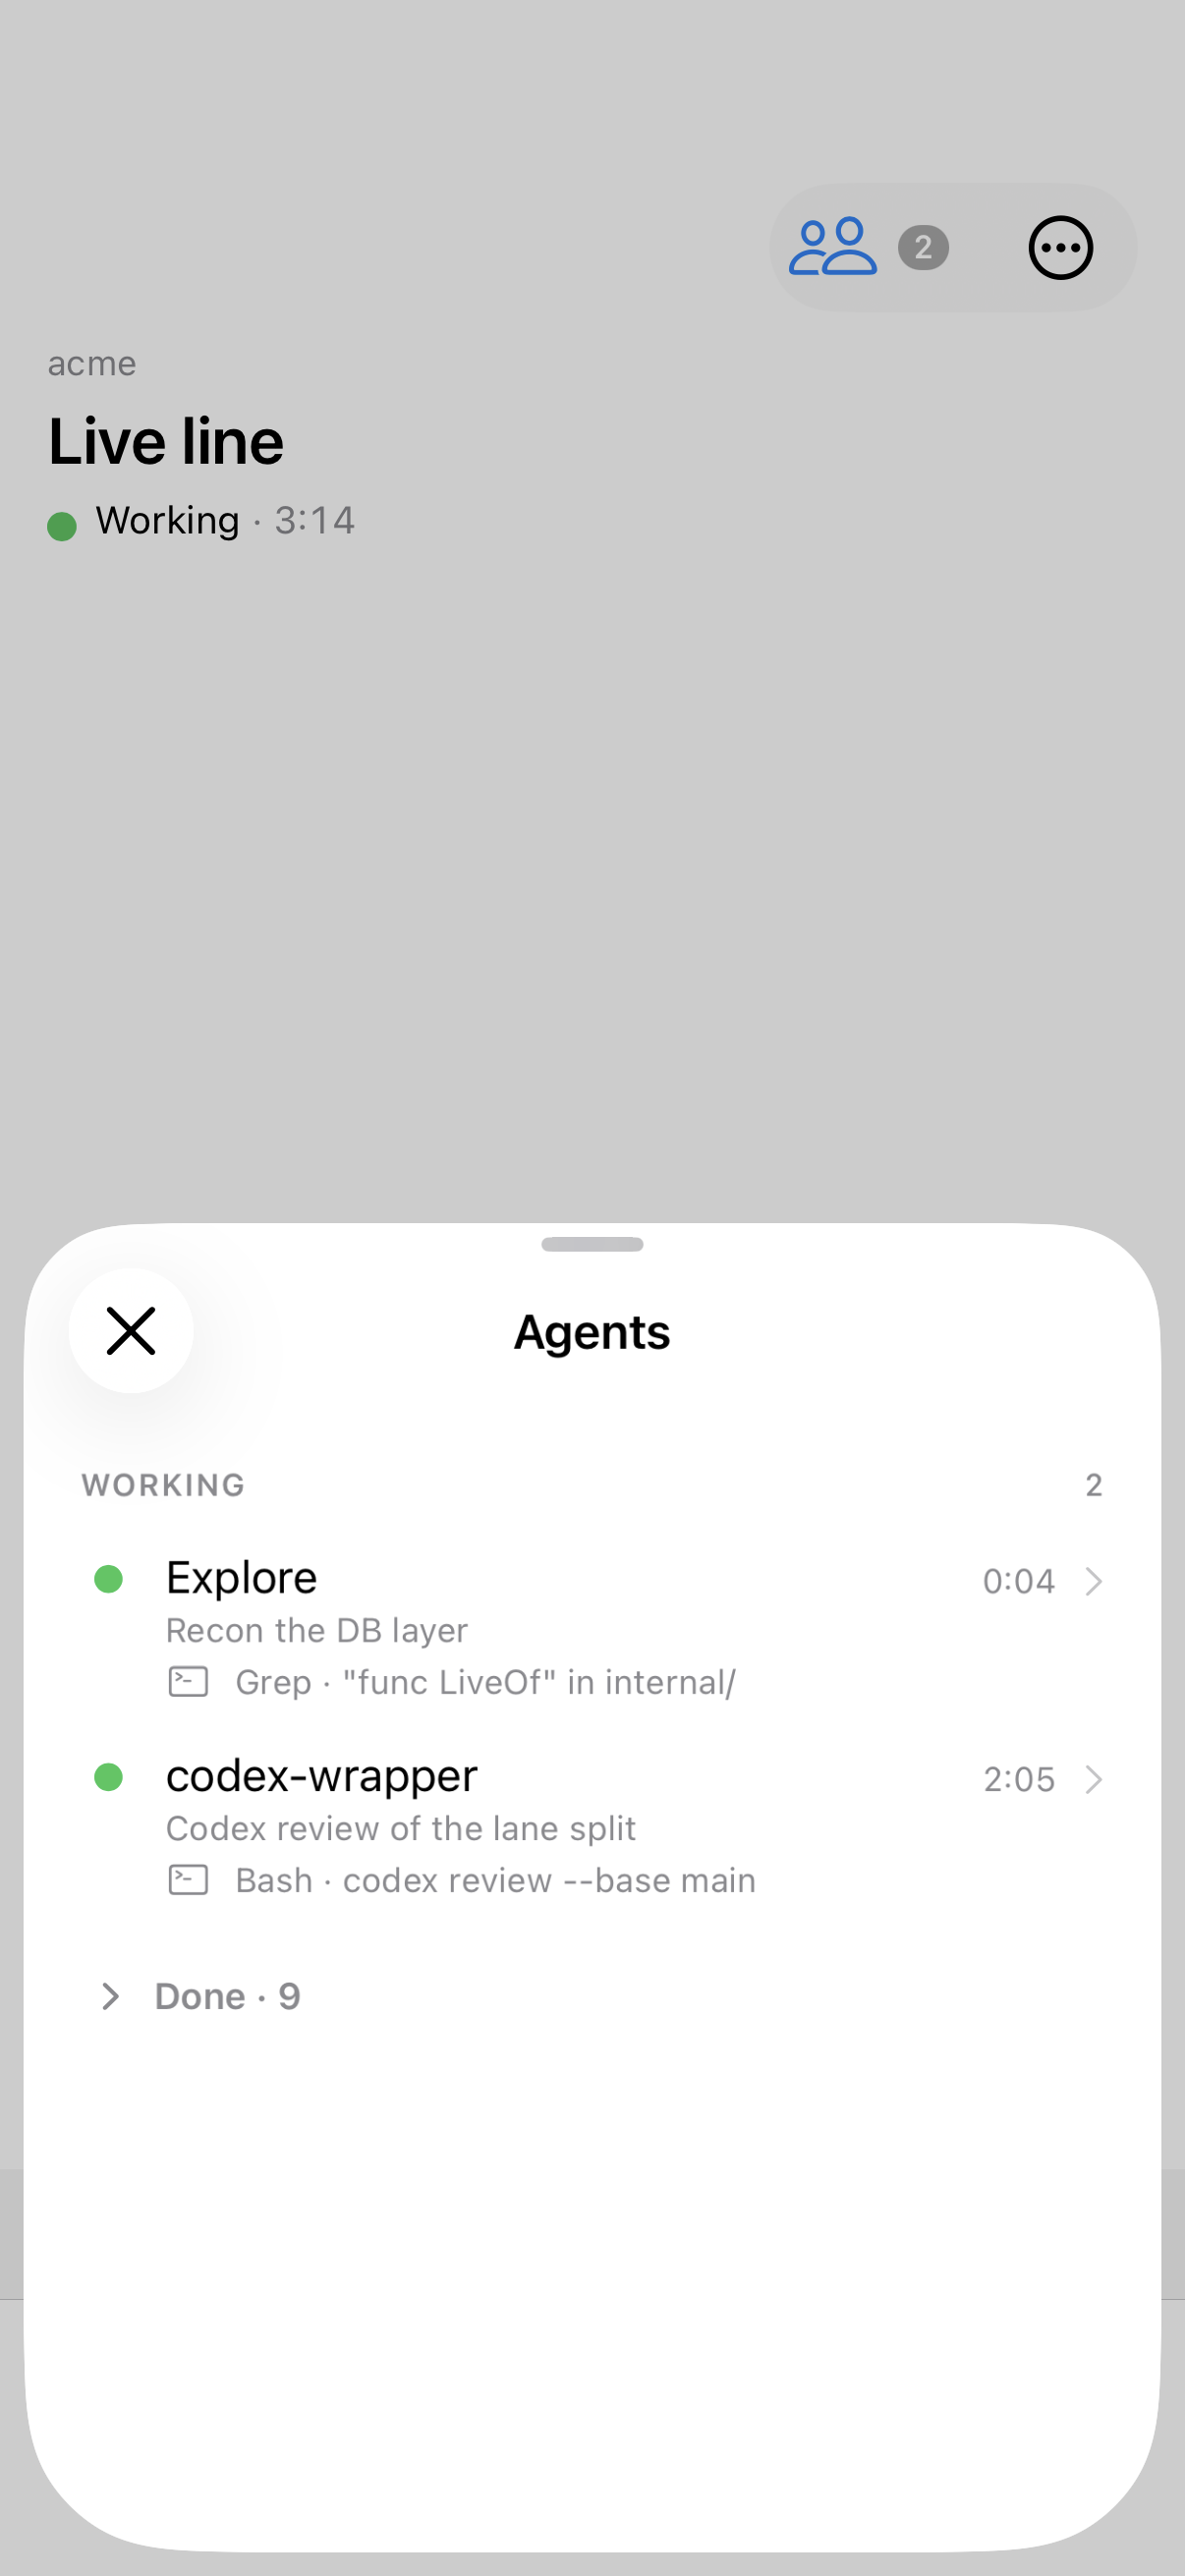 2
acme
Live line
Working · 3:14
Agents
WORKING 2
Explore 0:04
Recon the DB layer
Grep · "func LiveOf" in internal/
codex-wrapper 2:05
Codex review of the lane split
Bash · codex review --base main
Done · 9